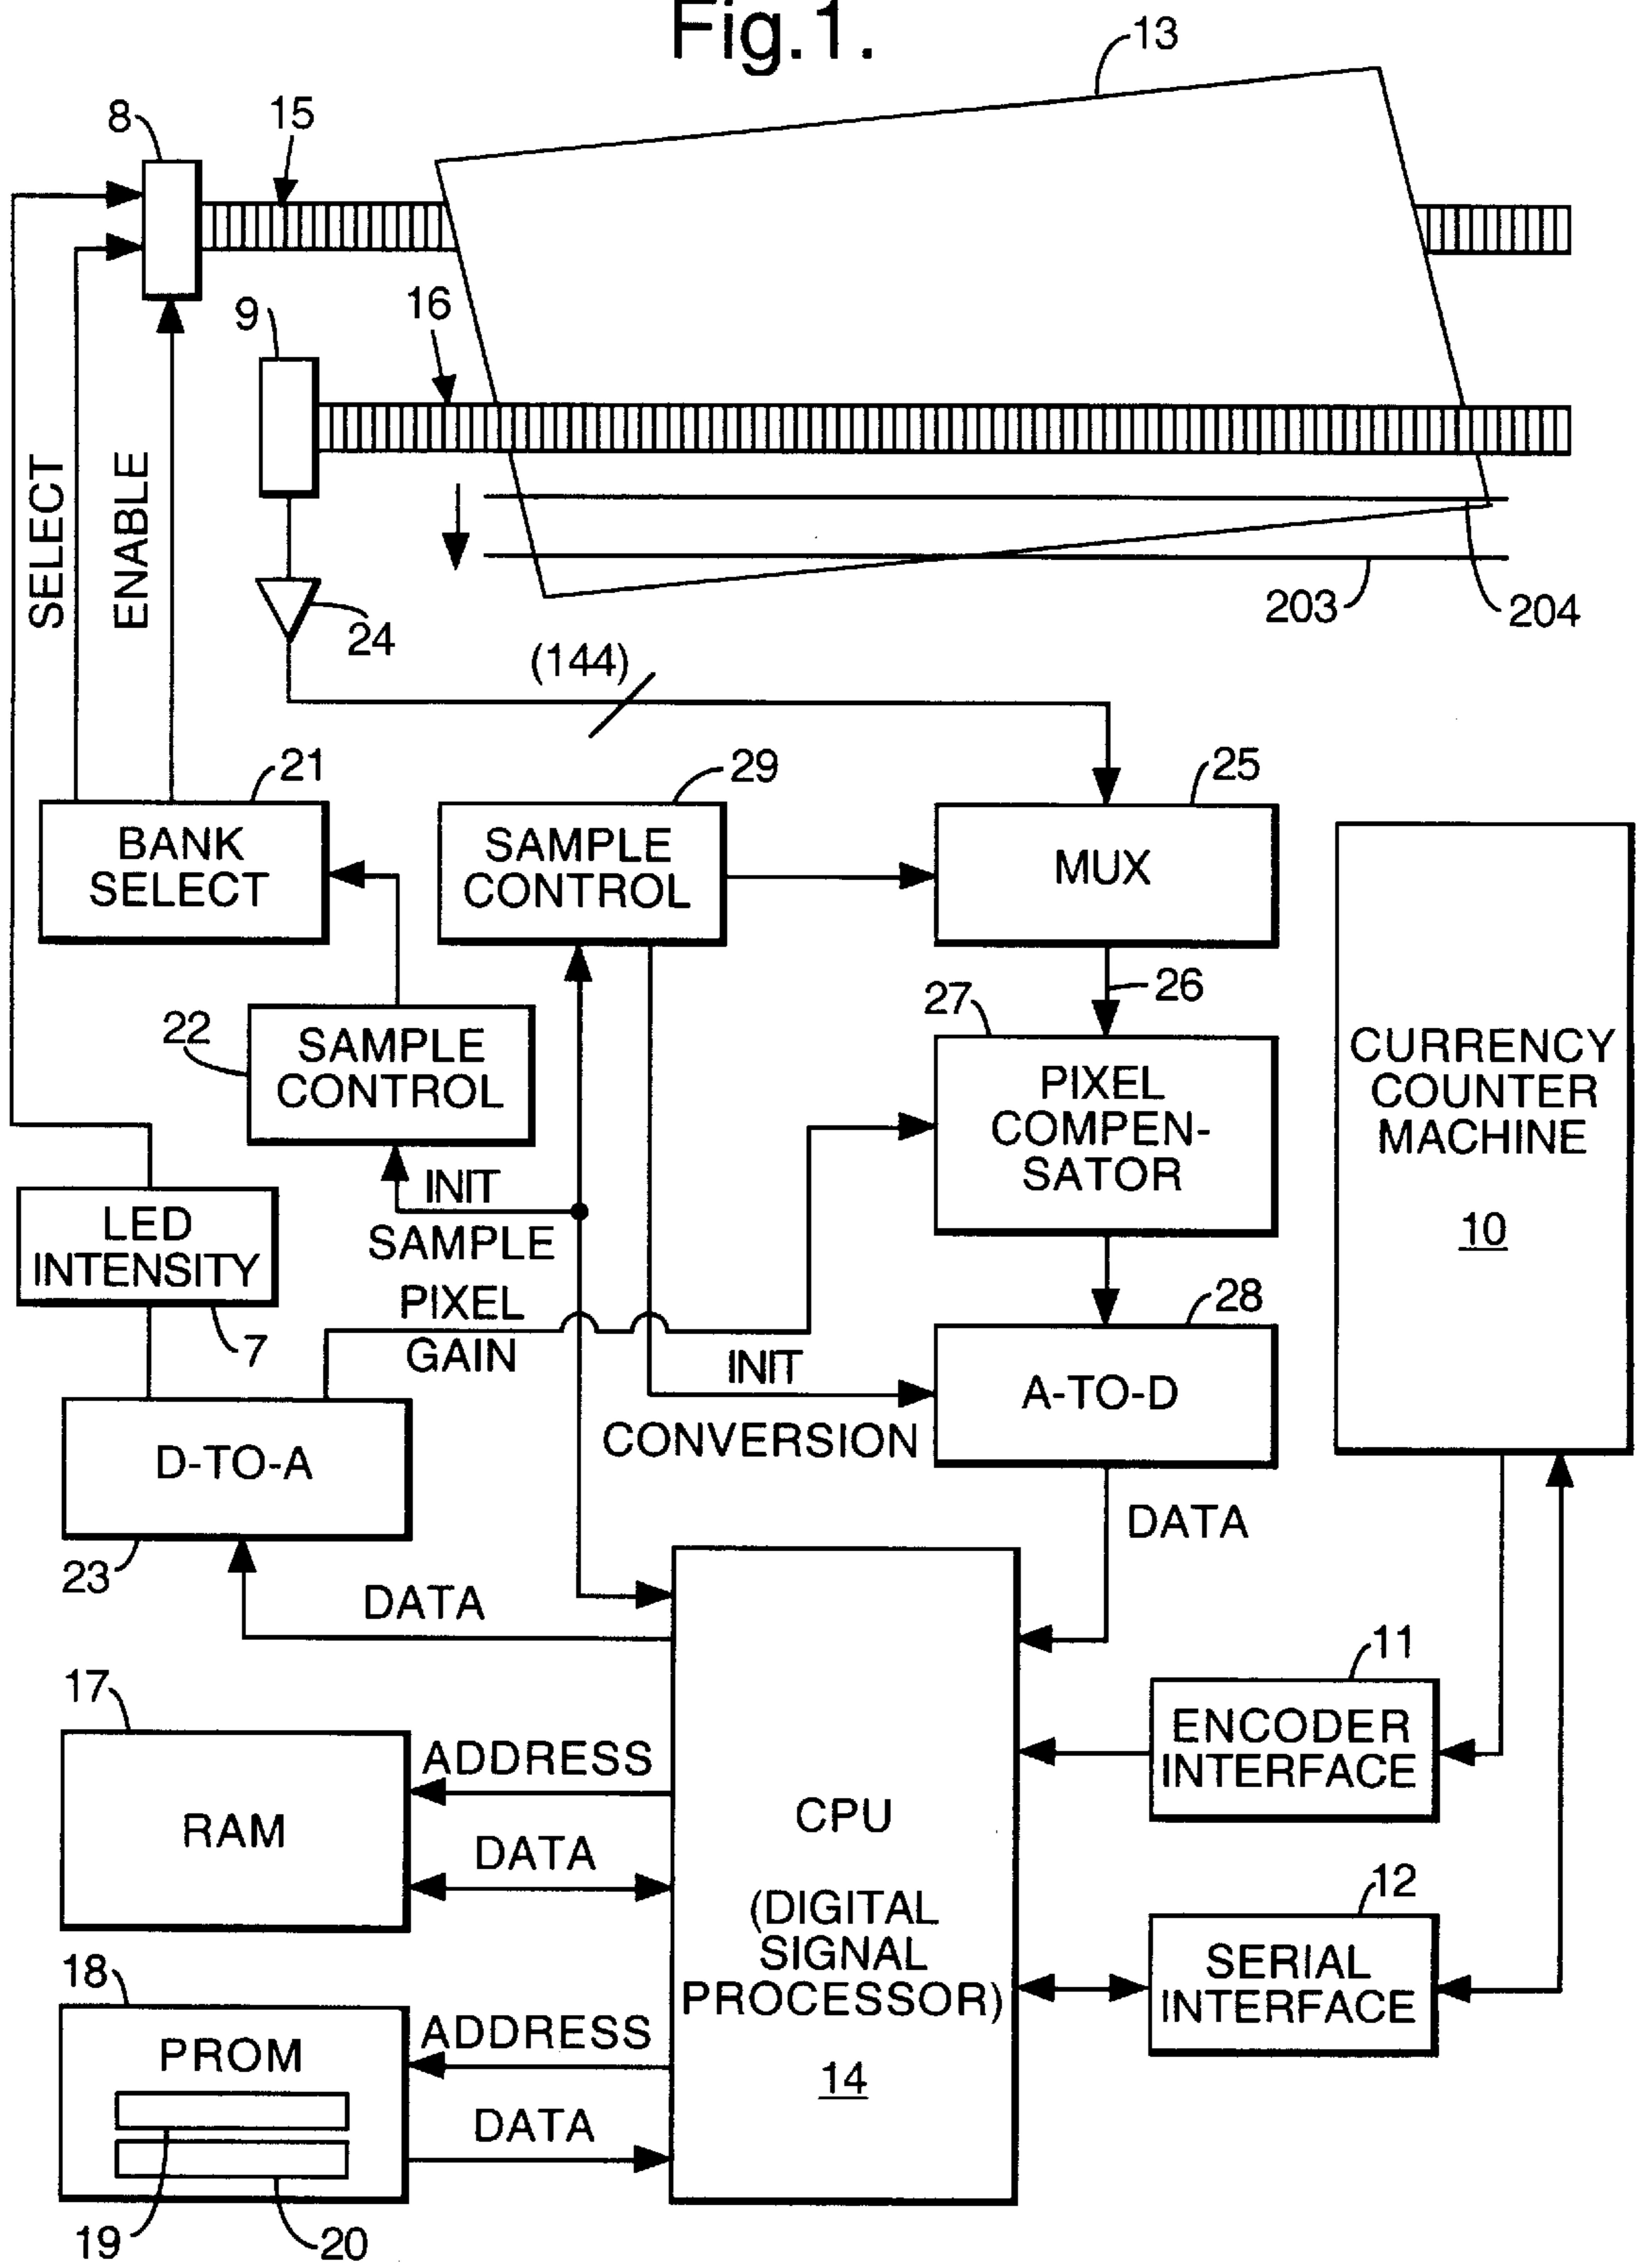 Fig.1.
13
8
15
9
16
SELECT
ENABLE
24
203
204
(144)
21
29
25
BANK
SELECT
SAMPLE
CONTROL
MUX
26
27
22
SAMPLE
CONTROL
PIXEL
COMPEN-
SATOR
CURRENCY
COUNTER
MACHINE
10
INIT
SAMPLE
LED
INTENSITY
7
PIXEL
GAIN
28
INIT
CONVERSION
A-TO-D
D-TO-A
23
DATA
DATA
11
ENCODER
INTERFACE
17
RAM
ADDRESS
DATA
CPU
(DIGITAL
SIGNAL
PROCESSOR)
14
12
SERIAL
INTERFACE
18
PROM
ADDRESS
DATA
19
20